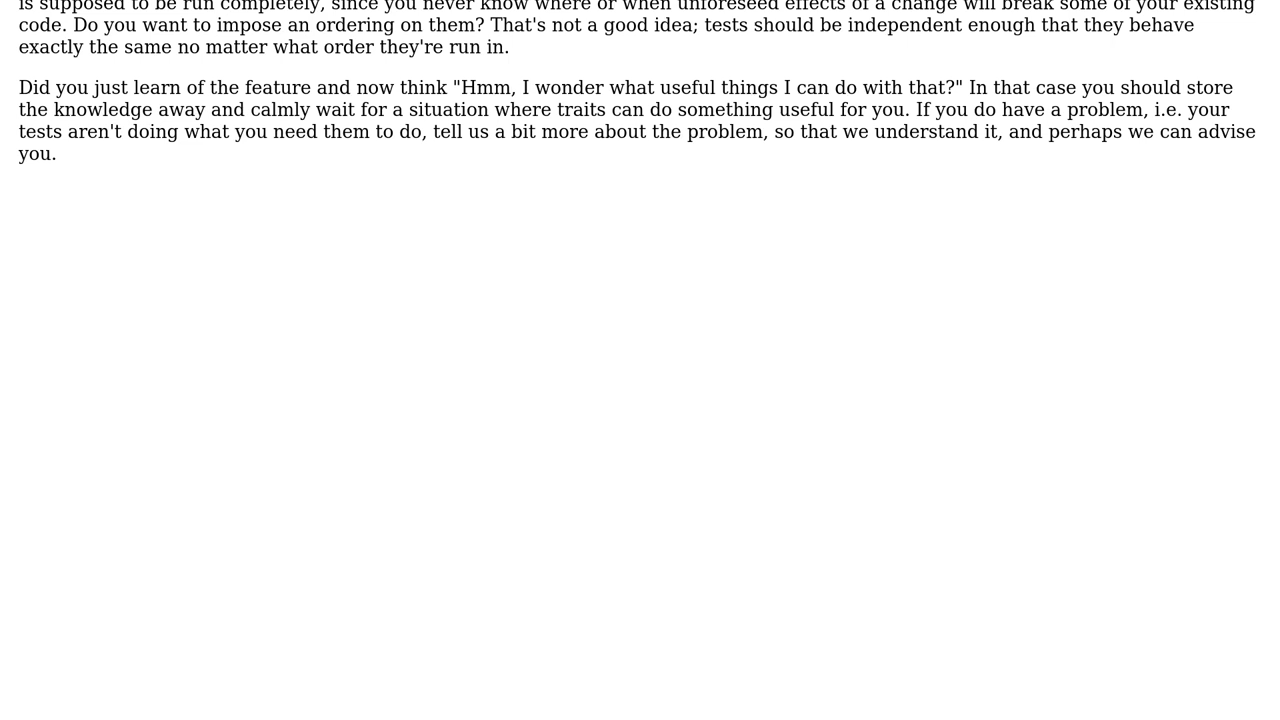 is supposed to be run completely, since you never know where or when unforeseed effects of a change will break some of your existing
code. Do you want to impose an ordering on them? That's not a good idea; tests should be independent enough that they behave
exactly the same no matter what order they're run in.
Did you just learn of the feature and now think "Hmm, I wonder what useful things I can do with that?" In that case you should store
the knowledge away and calmly wait for a situation where traits can do something useful for you. If you do have a problem, i.e. your
tests aren't doing what you need them to do, tell us a bit more about the problem, so that we understand it, and perhaps we can advise
you.